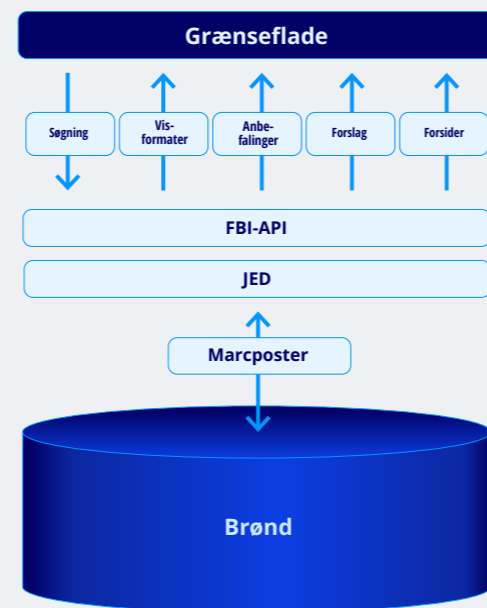 Grænseflade
Søgning
Vis-
formater
Anbe-
falinger
Forslag
Forsider
FBI-API
JED
Marcposter
Brønd